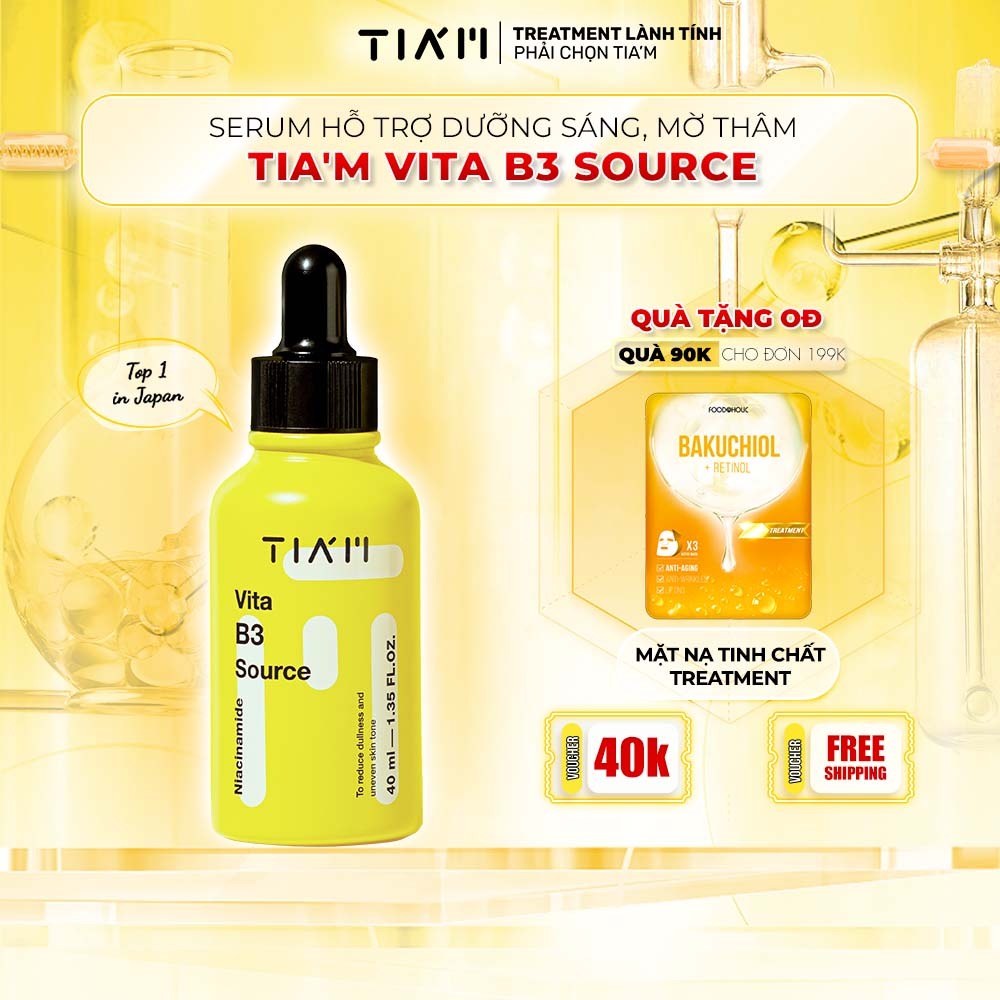 TIA'M
TREATMENT LÀNH TÍNH
PHẢI CHỌN TIA'M
SERUM HỖ TRỢ DƯỠNG SÁNG, MỜ THÂM
TIA'M VITA B3 SOURCE
Top 1
in Japan
TIA'M
Vita
B3
Source
Niacinamide
To reduce dullness and
uneven skin tone
40 ml — 1.35 FL.OZ.
QUÀ TẶNG 0Đ
QUÀ 90K CHO ĐƠN 199K
FOODAHOLIC
BAKUCHIOL
+ RETINOL
TREATMENT
X3
ANTI-AGING
ANTI-WRINKLE
MẶT NẠ TINH CHẤT
TREATMENT
VOUCHER
40k
VOUCHER
FREE
SHIPPING